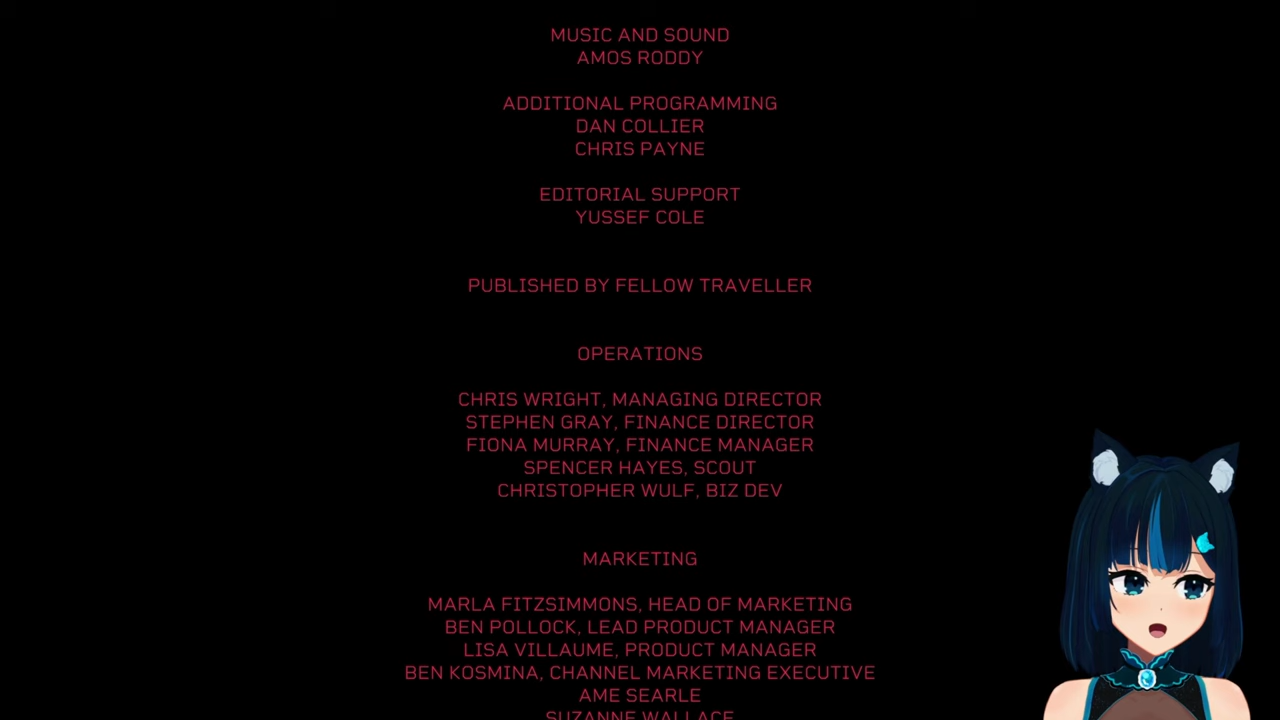 MUSIC AND SOUND
AMOS RODDY
ADDITIONAL PROGRAMMING
DAN COLLIER
CHRIS PAYNE
EDITORIAL SUPPORT
YUSSEF COLE
PUBLISHED BY FELLOW TRAVELLER
OPERATIONS
CHRIS WRIGHT, MANAGING DIRECTOR
STEPHEN GRAY, FINANCE DIRECTOR
FIONA MURRAY, FINANCE MANAGER
SPENCER HAYES, SCOUT
CHRISTOPHER WULF, BIZ DEV
MARKETING
MARLA FITZSIMMONS, HEAD OF MARKETING
BEN POLLOCK, LEAD PRODUCT MANAGER
LISA VILLAUME, PRODUCT MANAGER
BEN KOSMINA, CHANNEL MARKETING EXECUTIVE
AME SEARLE
SUZANNE WALLACE